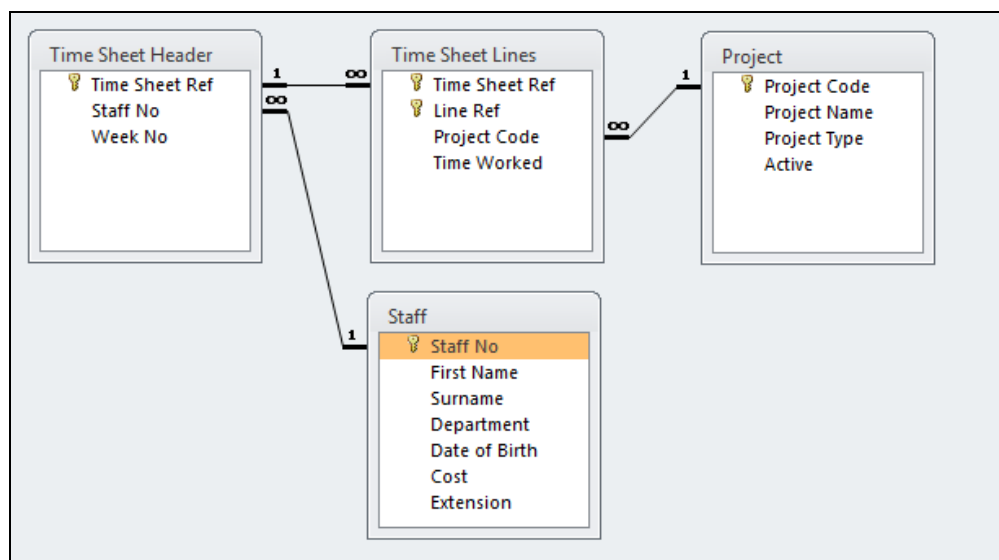 Time Sheet Header
Time Sheet Ref
Staff No
Week No
1
∞
∞
Time Sheet Lines
Time Sheet Ref
Line Ref
Project Code
Time Worked
∞
1
Project
Project Code
Project Name
Project Type
Active
1
Staff
Staff No
First Name
Surname
Department
Date of Birth
Cost
Extension